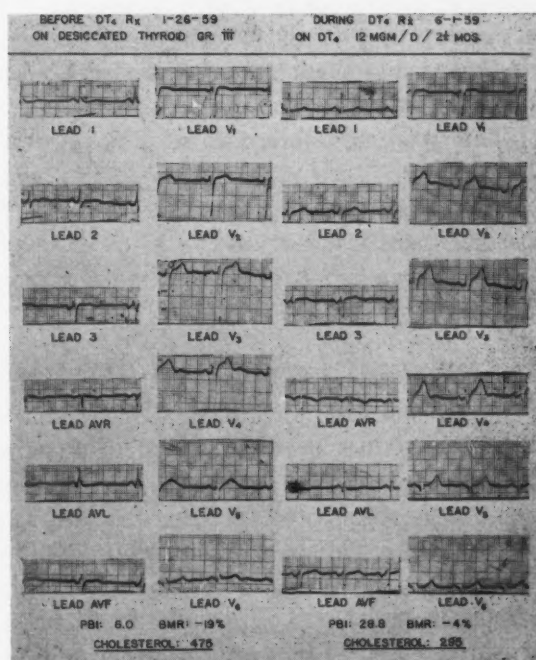 BEFORE DT₄ Rx 1-26-59
ON DESICCATED THYROID GR. III
DURING DT₄ Rx 6-1-59
ON DT₄ 12 MGM/D/2½ MOS.
LEAD 1 LEAD V₁ LEAD 1 LEAD V₁
LEAD 2 LEAD V₂ LEAD 2 LEAD V₂
LEAD 3 LEAD V₃ LEAD 3 LEAD V₃
LEAD AVR LEAD V₄ LEAD AVR LEAD V₄
LEAD AVL LEAD V₅ LEAD AVL LEAD V₅
LEAD AVF LEAD V₆ LEAD AVF LEAD V₆
PBI: 6.0 BMR: -19% PBI: 28.8 BMR: -4%
CHOLESTEROL: 475 CHOLESTEROL: 295